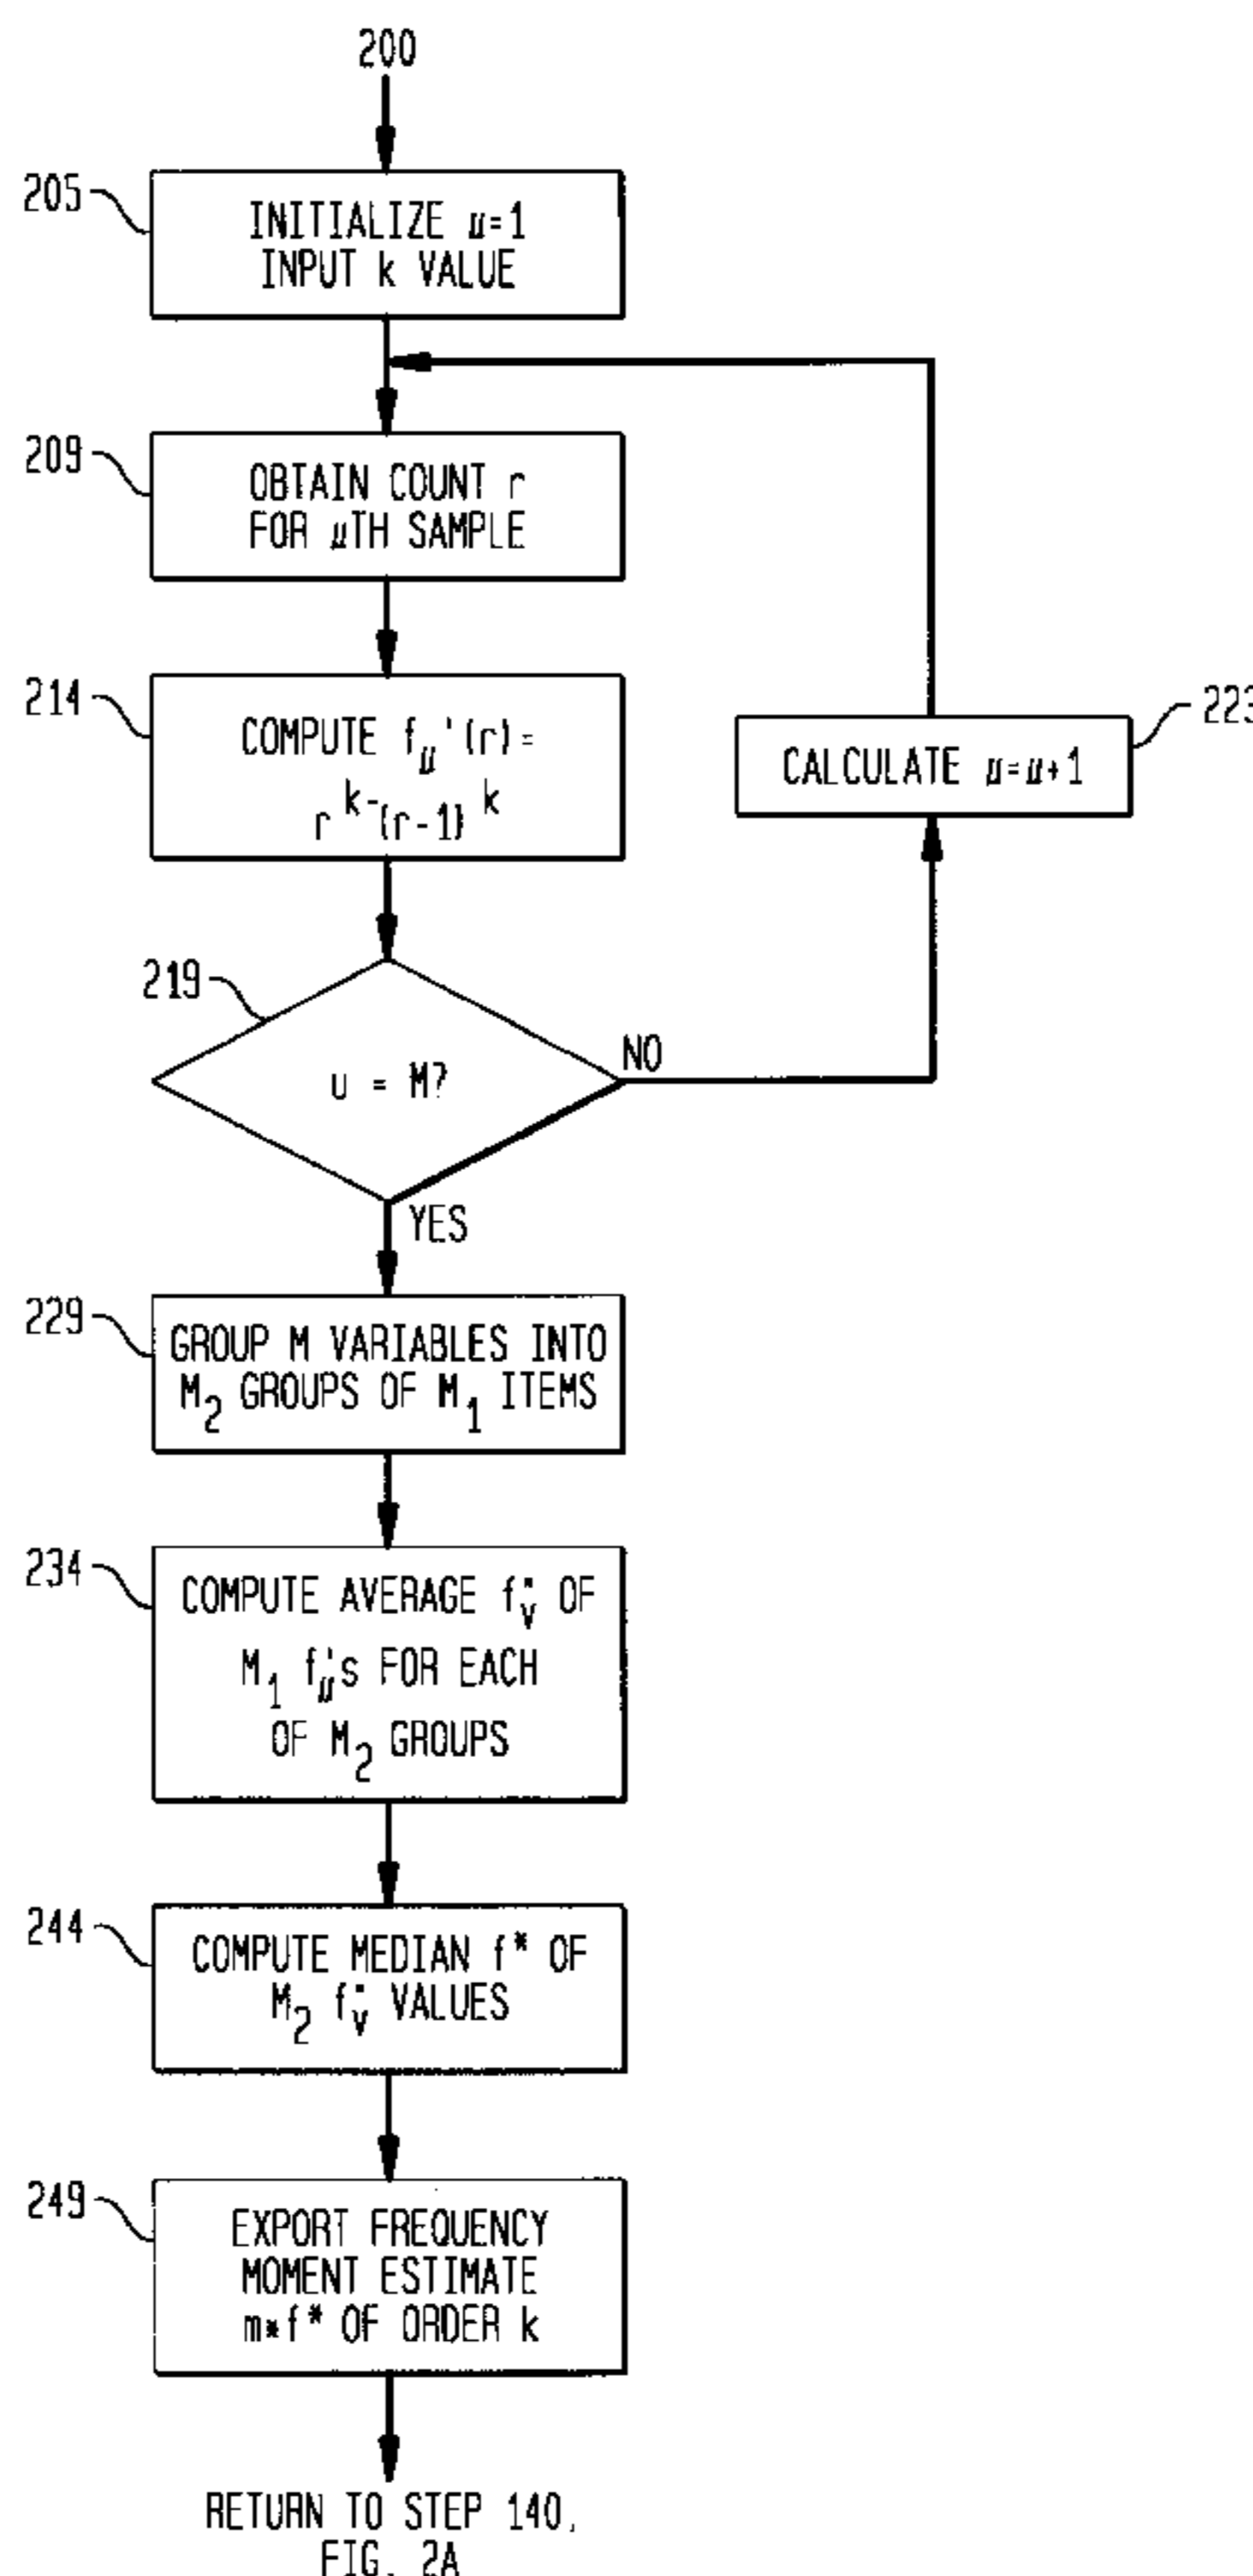 200
205
INITIALIZE μ=1
INPUT k VALUE
209
OBTAIN COUNT r
FOR μTH SAMPLE
214
COMPUTE fμ'(r)=
r k-(r-1) k
223
CALCULATE μ=μ+1
219
u = M?
NO
YES
229
GROUP M VARIABLES INTO
M2 GROUPS OF M1 ITEMS
234
COMPUTE AVERAGE fv" OF
M1 fμ's FOR EACH
OF M2 GROUPS
244
COMPUTE MEDIAN f* OF
M2 fv" VALUES
249
EXPORT FREQUENCY
MOMENT ESTIMATE
m*f* OF ORDER k
RETURN TO STEP 140,
FIG. 2A